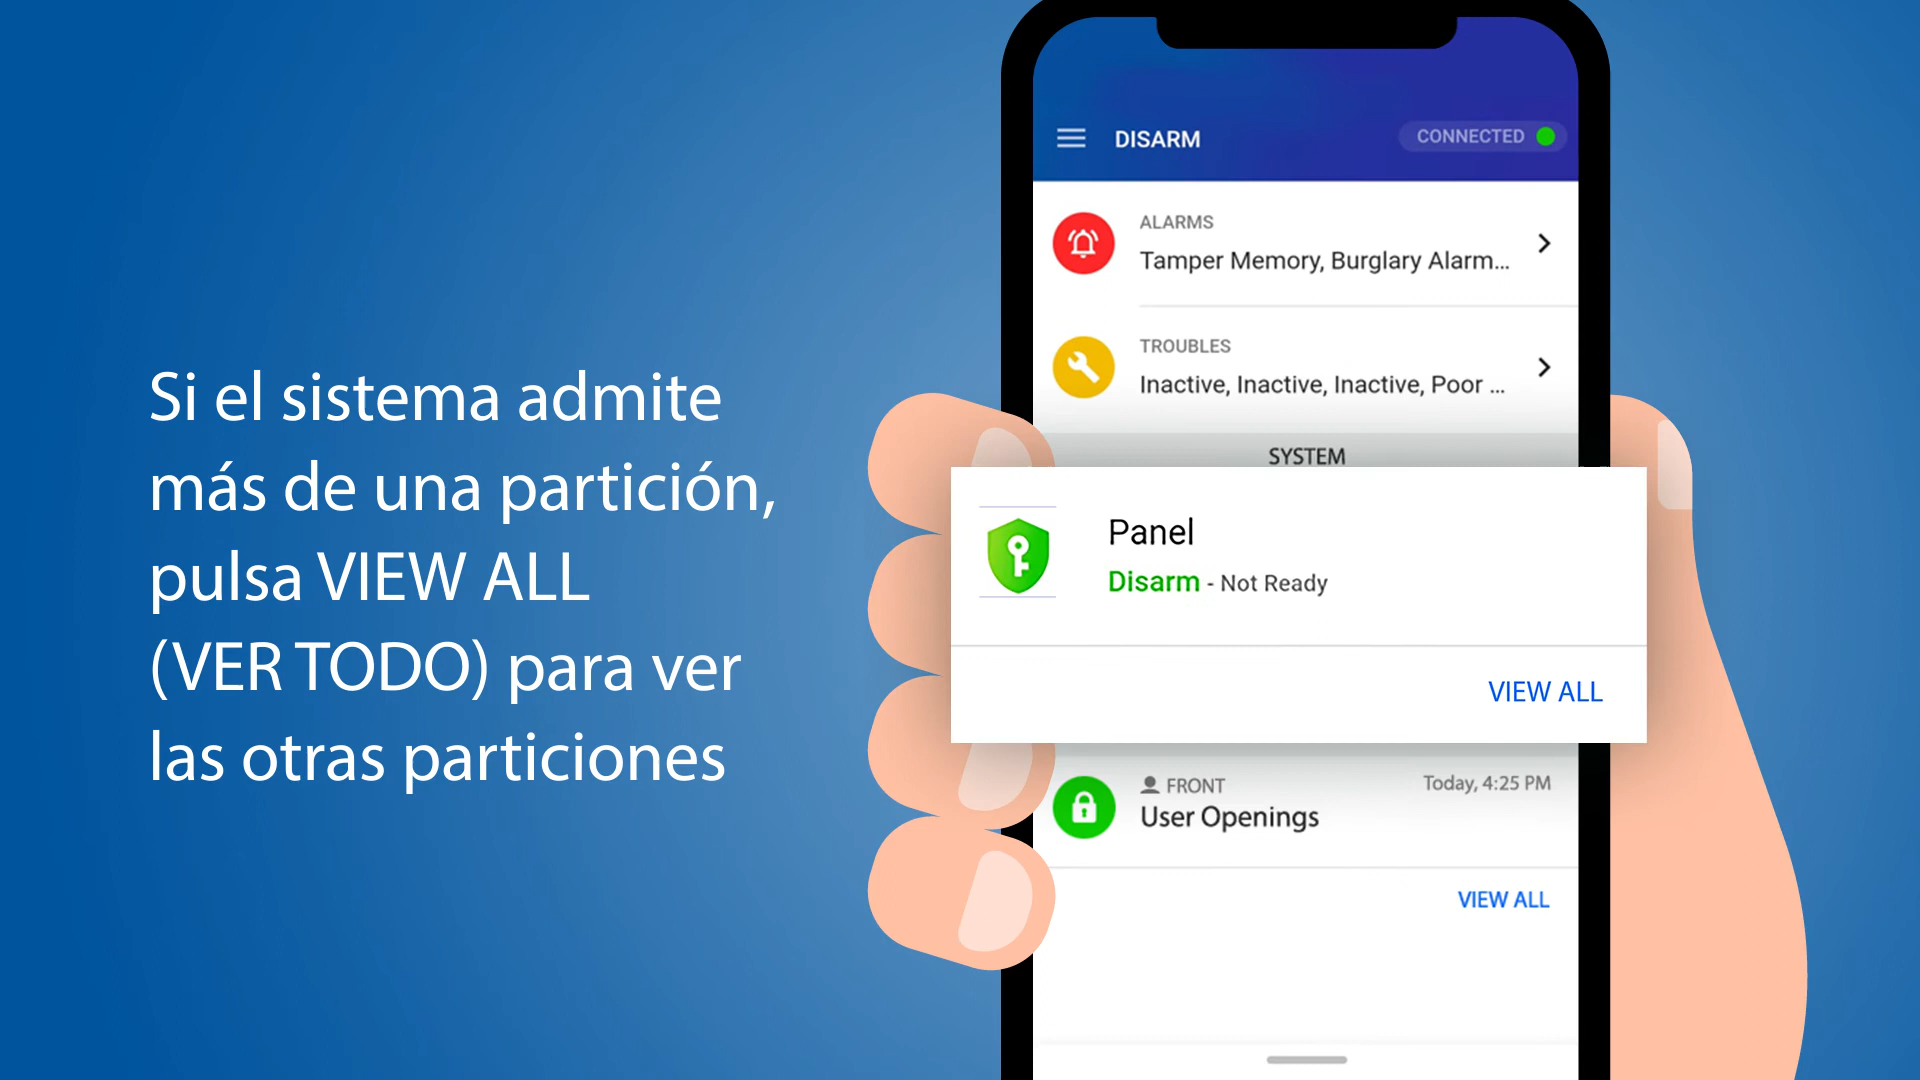 Si el sistema admite
más de una partición,
pulsa VIEW ALL
(VER TODO) para ver
las otras particiones
DISARM
CONNECTED
ALARMS
Tamper Memory, Burglary Alarm...
TROUBLES
Inactive, Inactive, Inactive, Poor ...
SYSTEM
Panel
Disarm - Not Ready
VIEW ALL
FRONT
Today, 4:25 PM
User Openings
VIEW ALL